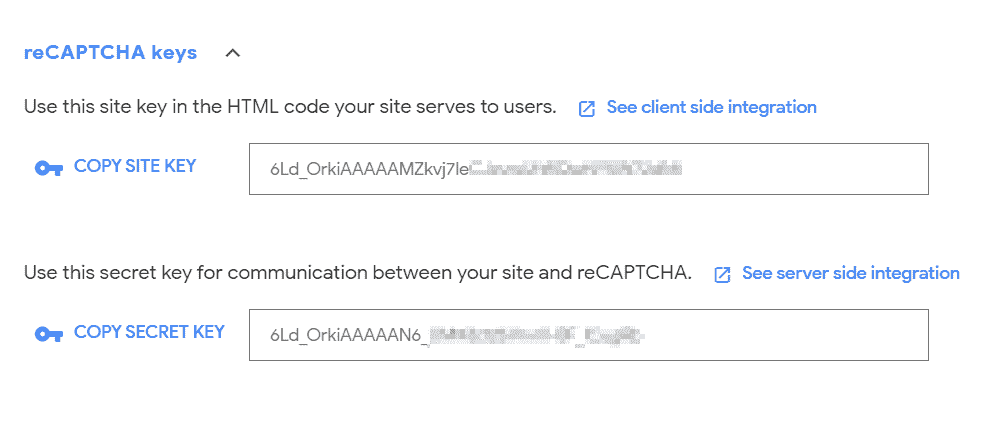 reCAPTCHA keys
Use this site key in the HTML code your site serves to users. See client side integration
COPY SITE KEY 6Ld_OrkiAAAAAMZkvj7le
Use this secret key for communication between your site and reCAPTCHA. See server side integration
COPY SECRET KEY 6Ld_OrkiAAAAAN6_